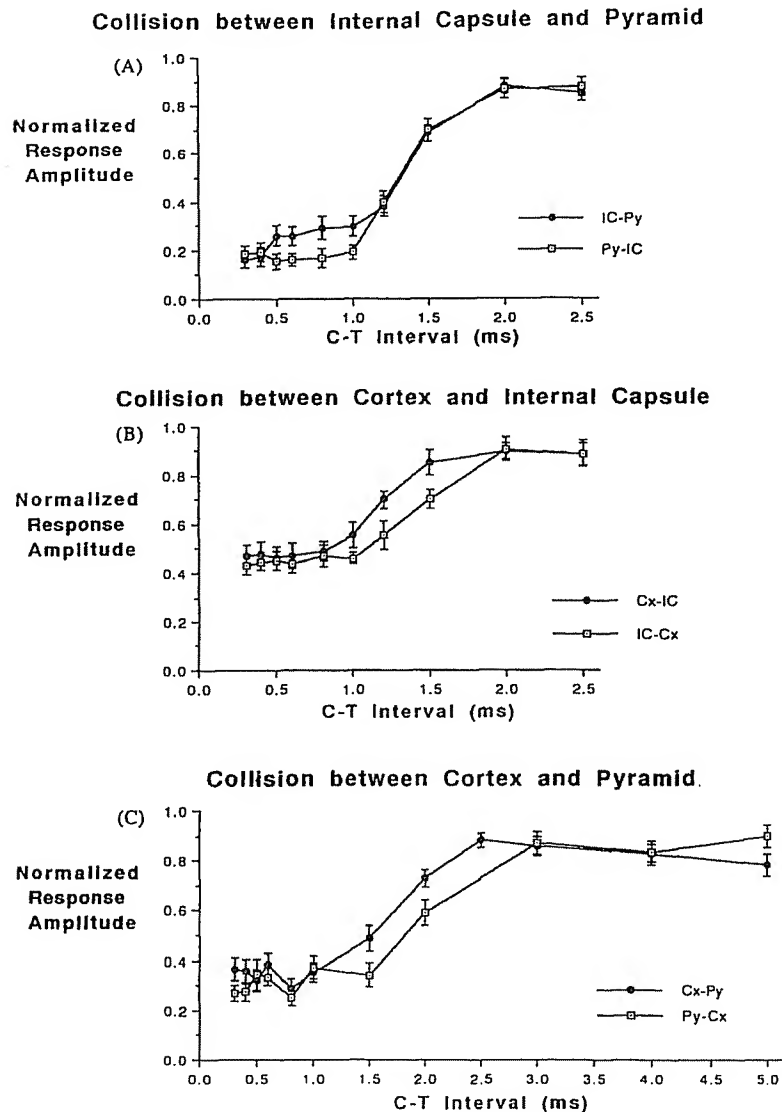 Collision between Internal Capsule and Pyramid
(A)
Normalized
Response
Amplitude
1.0
0.8
0.6
0.4
0.2
0.0
IC-Py
Py-IC
0.0 0.5 1.0 1.5 2.0 2.5
C-T Interval (ms)
Collision between Cortex and Internal Capsule
(B)
Normalized
Response
Amplitude
1.0
0.8
0.6
0.4
0.2
0.0
Cx-IC
IC-Cx
0.0 0.5 1.0 1.5 2.0 2.5
C-T Interval (ms)
Collision between Cortex and Pyramid.
(C)
Normalized
Response
Amplitude
1.0
0.8
0.6
0.4
0.2
0.0
Cx-Py
Py-Cx
0.0 0.5 1.0 1.5 2.0 2.5 3.0 3.5 4.0 4.5 5.0
C-T Interval (ms)